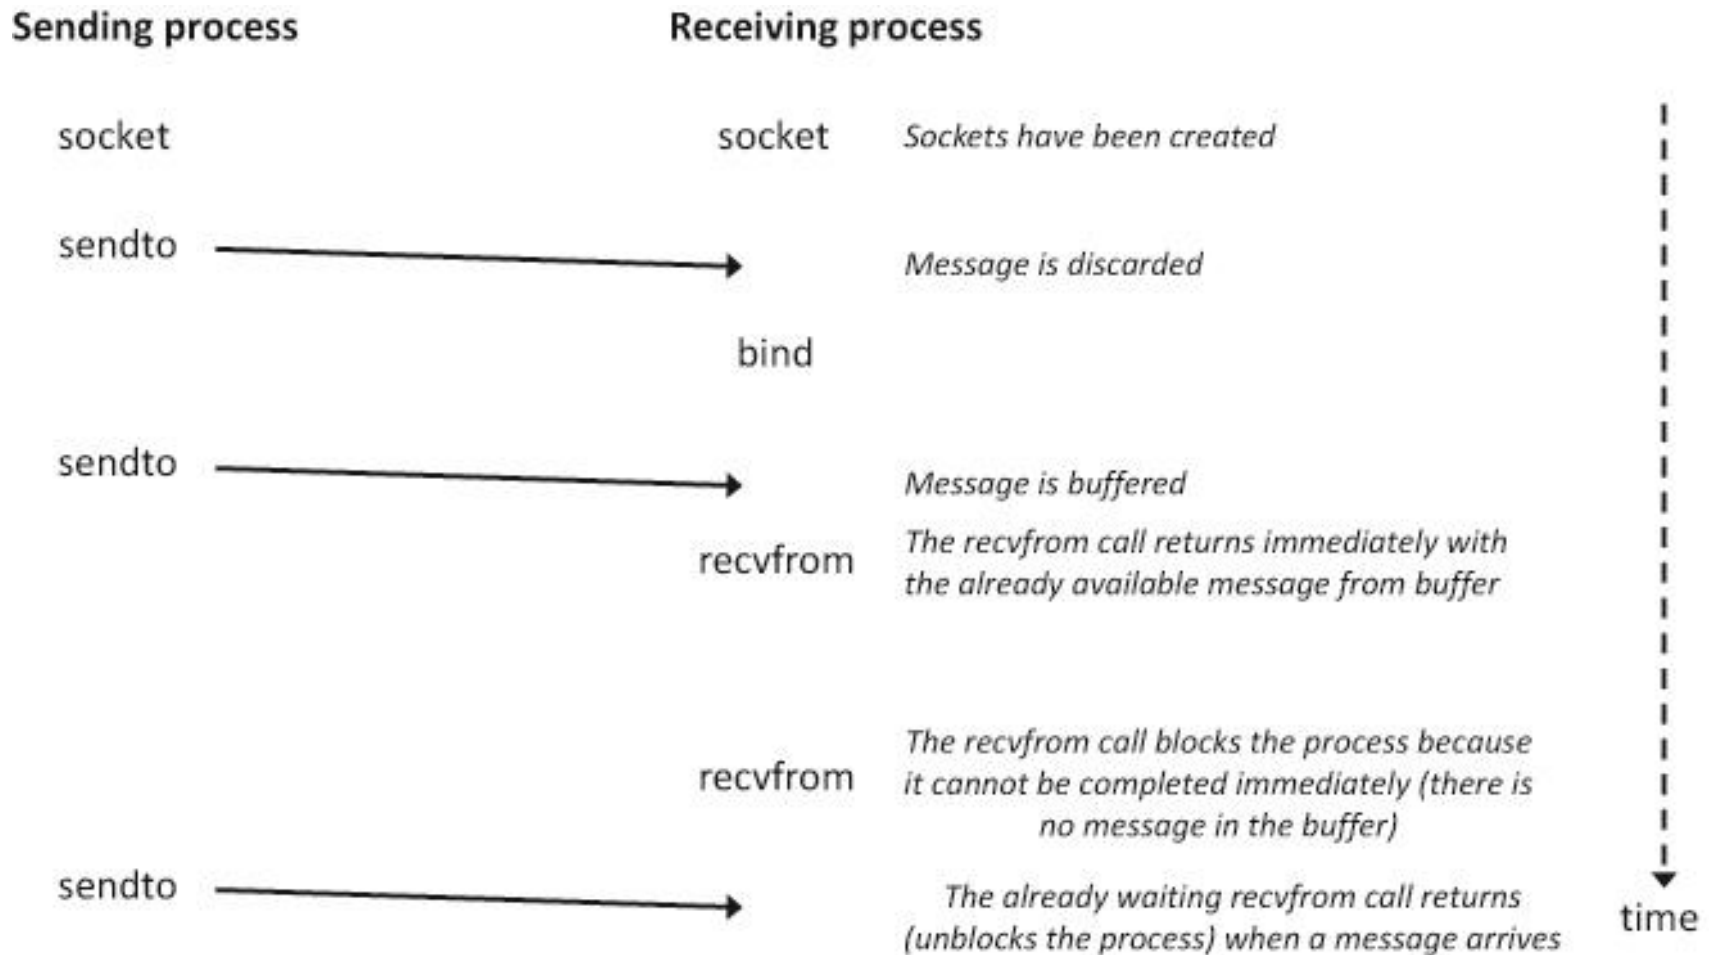 Sending process Receiving process
socket socket Sockets have been created
sendto Message is discarded
bind
sendto Message is buffered
recvfrom The recvfrom call returns immediately with
the already available message from buffer
recvfrom The recvfrom call blocks the process because
it cannot be completed immediately (there is
no message in the buffer)
sendto The already waiting recvfrom call returns
(unblocks the process) when a message arrives
time